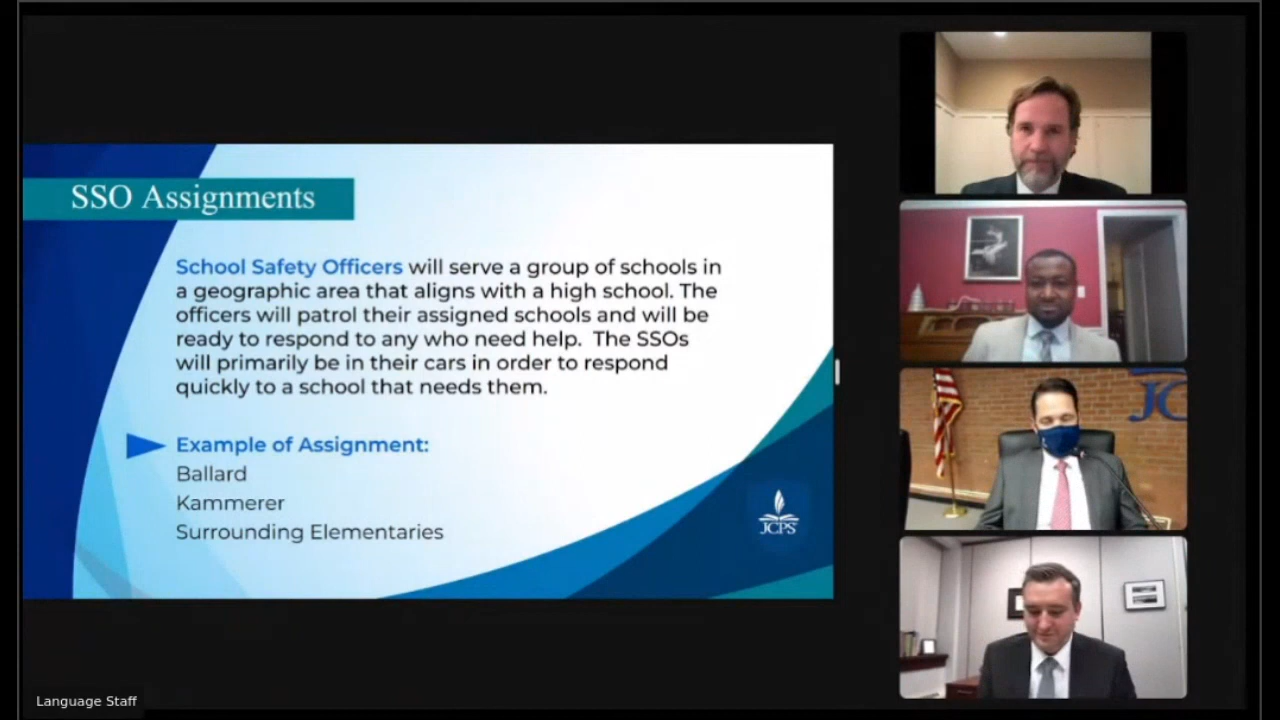 SSO Assignments
School Safety Officers will serve a group of schools in
a geographic area that aligns with a high school. The
officers will patrol their assigned schools and will be
ready to respond to any who need help.  The SSOs
will primarily be in their cars in order to respond
quickly to a school that needs them.
Example of Assignment:
Ballard
Kammerer
Surrounding Elementaries
JCPS
JC
Language Staff